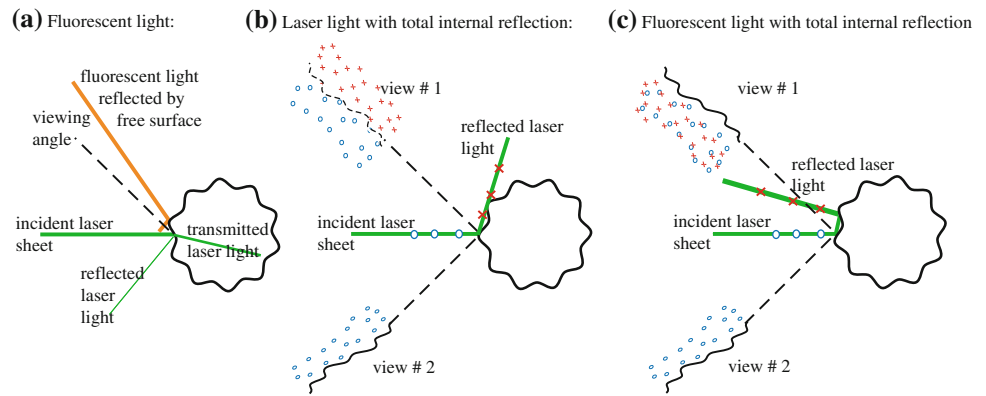 (a) Fluorescent light:
fluorescent light
reflected by
free surface
viewing
angle
incident laser
sheet
transmitted
laser light
reflected
laser
light
(b) Laser light with total internal reflection:
view # 1
reflected laser
light
incident laser
sheet
view # 2
(c) Fluorescent light with total internal reflection
view # 1
reflected laser
light
incident laser
sheet
view # 2